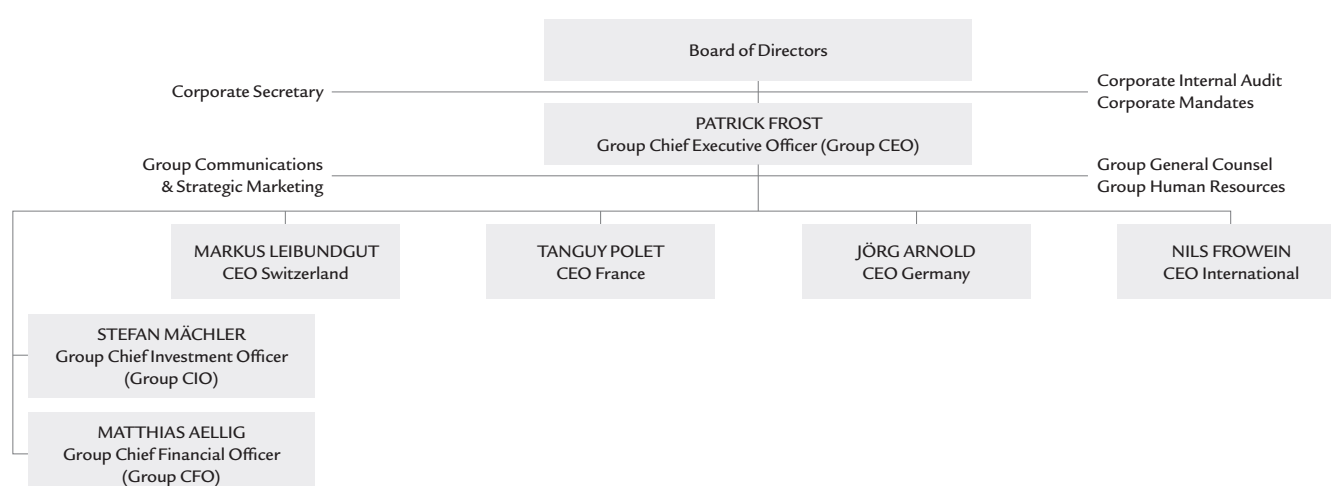 Board of Directors
Corporate Secretary
Corporate Internal Audit
Corporate Mandates
PATRICK FROST
Group Chief Executive Officer (Group CEO)
Group Communications
& Strategic Marketing
Group General Counsel
Group Human Resources
MARKUS LEIBUNDGUT
CEO Switzerland
TANGUY POLET
CEO France
JÖRG ARNOLD
CEO Germany
NILS FROWEIN
CEO International
STEFAN MÄCHLER
Group Chief Investment Officer
(Group CIO)
MATTHIAS AELLIG
Group Chief Financial Officer
(Group CFO)